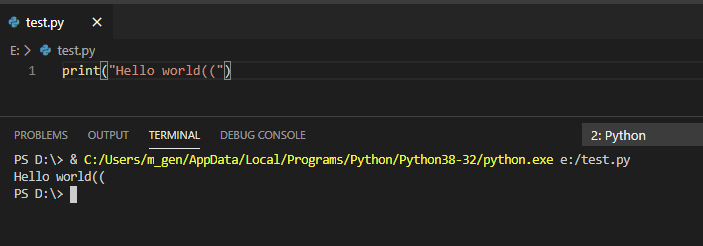 test.py
E: > test.py
1 print("Hello world((")
PROBLEMS OUTPUT TERMINAL DEBUG CONSOLE 2: Python
PS D:\> & C:/Users/m_gen/AppData/Local/Programs/Python/Python38-32/python.exe e:/test.py
Hello world((
PS D:\>